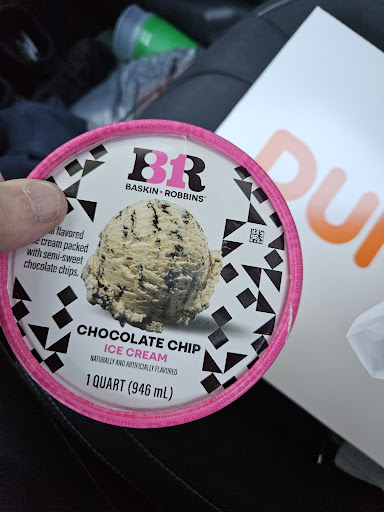 BR
BASKIN•ROBBINS
flavored
ice cream packed
with semi-sweet
chocolate chips.
CHOCOLATE CHIP
ICE CREAM
NATURALLY AND ARTIFICIALLY FLAVORED
1 QUART (946 mL)
DU